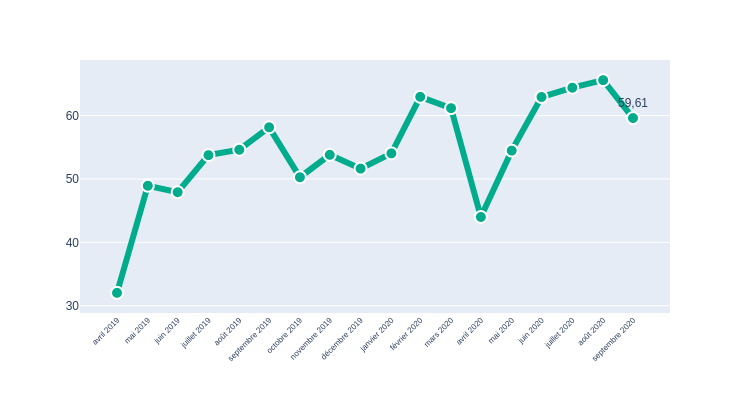 59,61
60
50
40
30
avril 2019
mai 2019
juin 2019
juillet 2019
août 2019
septembre 2019
octobre 2019
novembre 2019
décembre 2019
janvier 2020
février 2020
mars 2020
avril 2020
mai 2020
juin 2020
juillet 2020
août 2020
septembre 2020